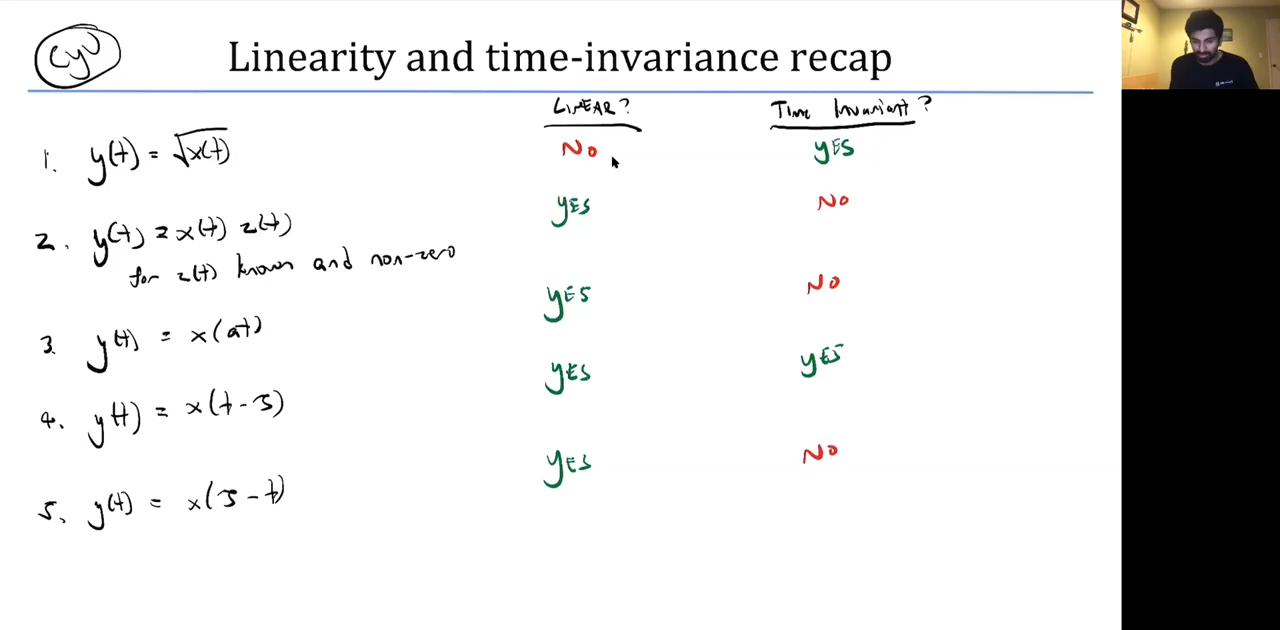 CYU
Linearity and time-invariance recap
LINEAR? Time Invariant?
1. y(t) = √x(t) NO YES
2. y(t) = x(t) z(t) YES NO
for z(t) known and non-zero
3. y(t) = x(at) YES NO
4. y(t) = x(t-3) YES YES
5. y(t) = x(3-t) YES NO